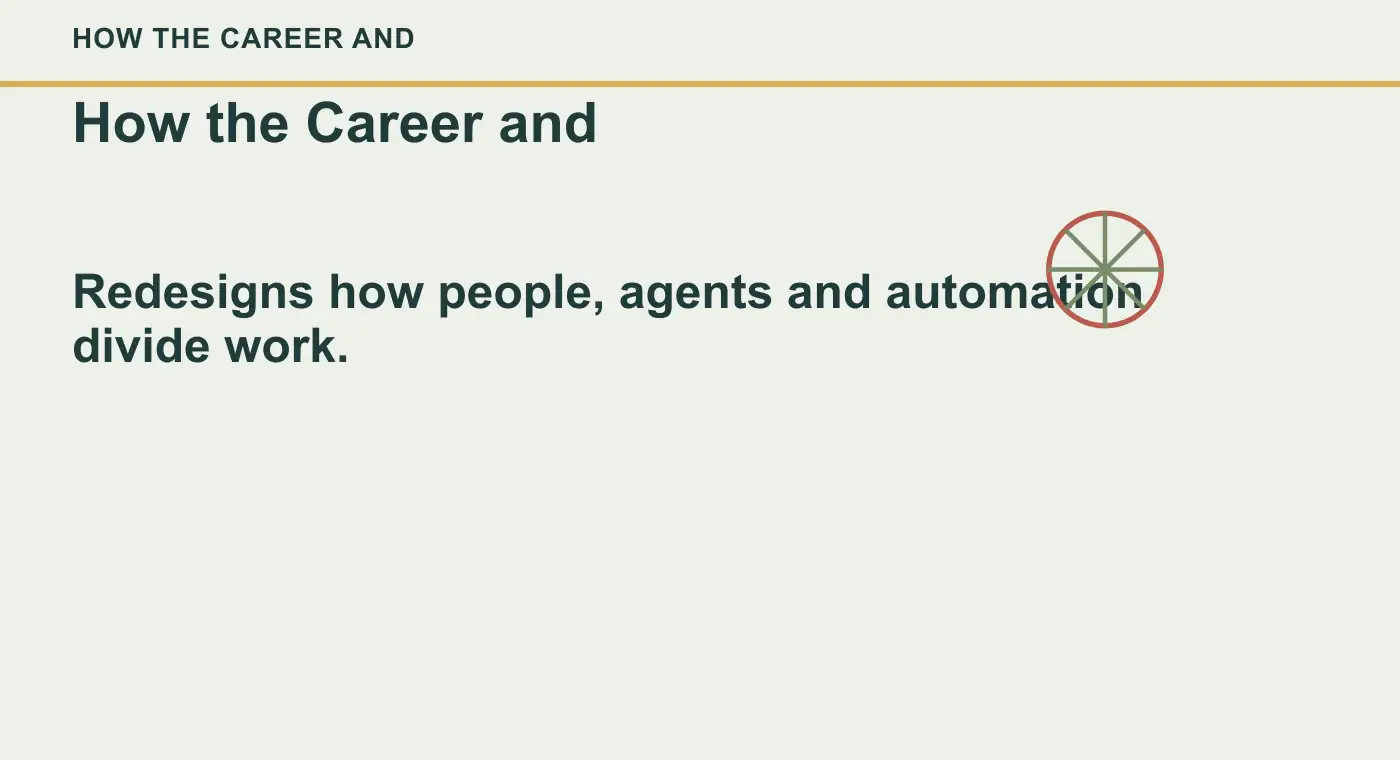 HOW THE CAREER AND
How the Career and
Redesigns how people, agents and automation
divide work.